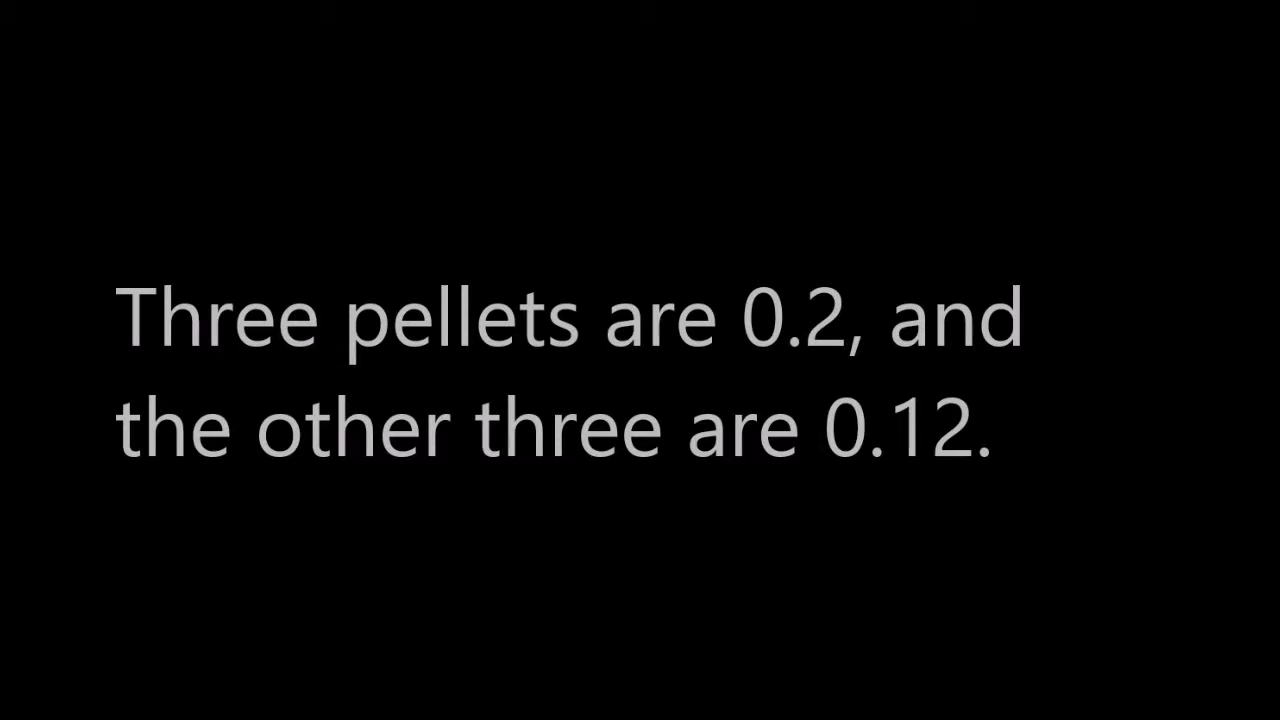 Three pellets are 0.2, and
the other three are 0.12.